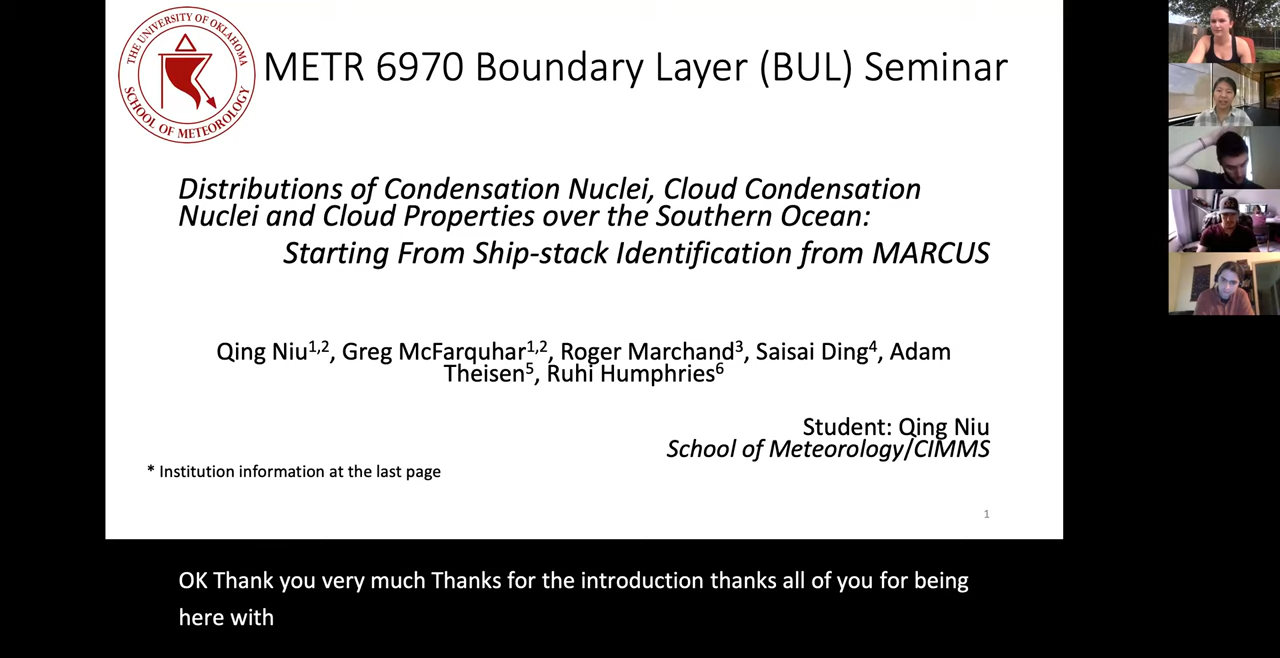 THE UNIVERSITY OF OKLAHOMA
SCHOOL OF METEOROLOGY
METR 6970 Boundary Layer (BUL) Seminar
Distributions of Condensation Nuclei, Cloud Condensation
Nuclei and Cloud Properties over the Southern Ocean:
Starting From Ship-stack Identification from MARCUS
Qing Niu1,2, Greg McFarquhar1,2, Roger Marchand3, Saisai Ding4, Adam
Theisen5, Ruhi Humphries6
Student: Qing Niu
School of Meteorology/CIMMS
* Institution information at the last page
1
OK Thank you very much Thanks for the introduction thanks all of you for being
here with